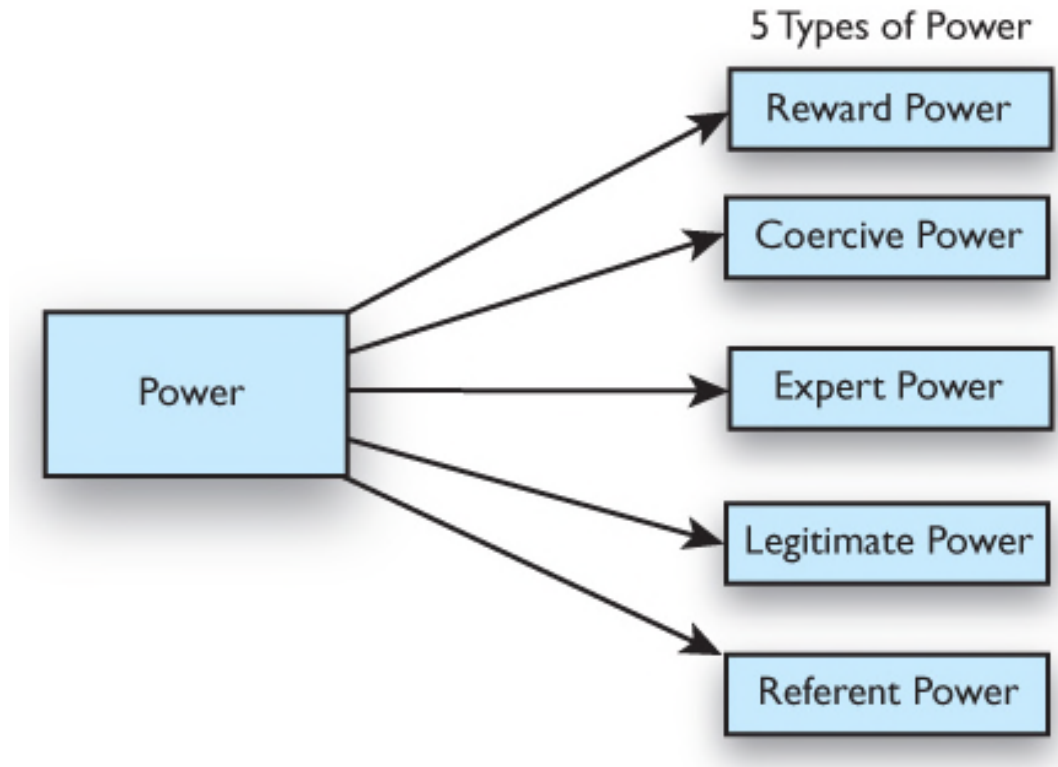 5 Types of Power
Reward Power
Coercive Power
Power
Expert Power
Legitimate Power
Referent Power